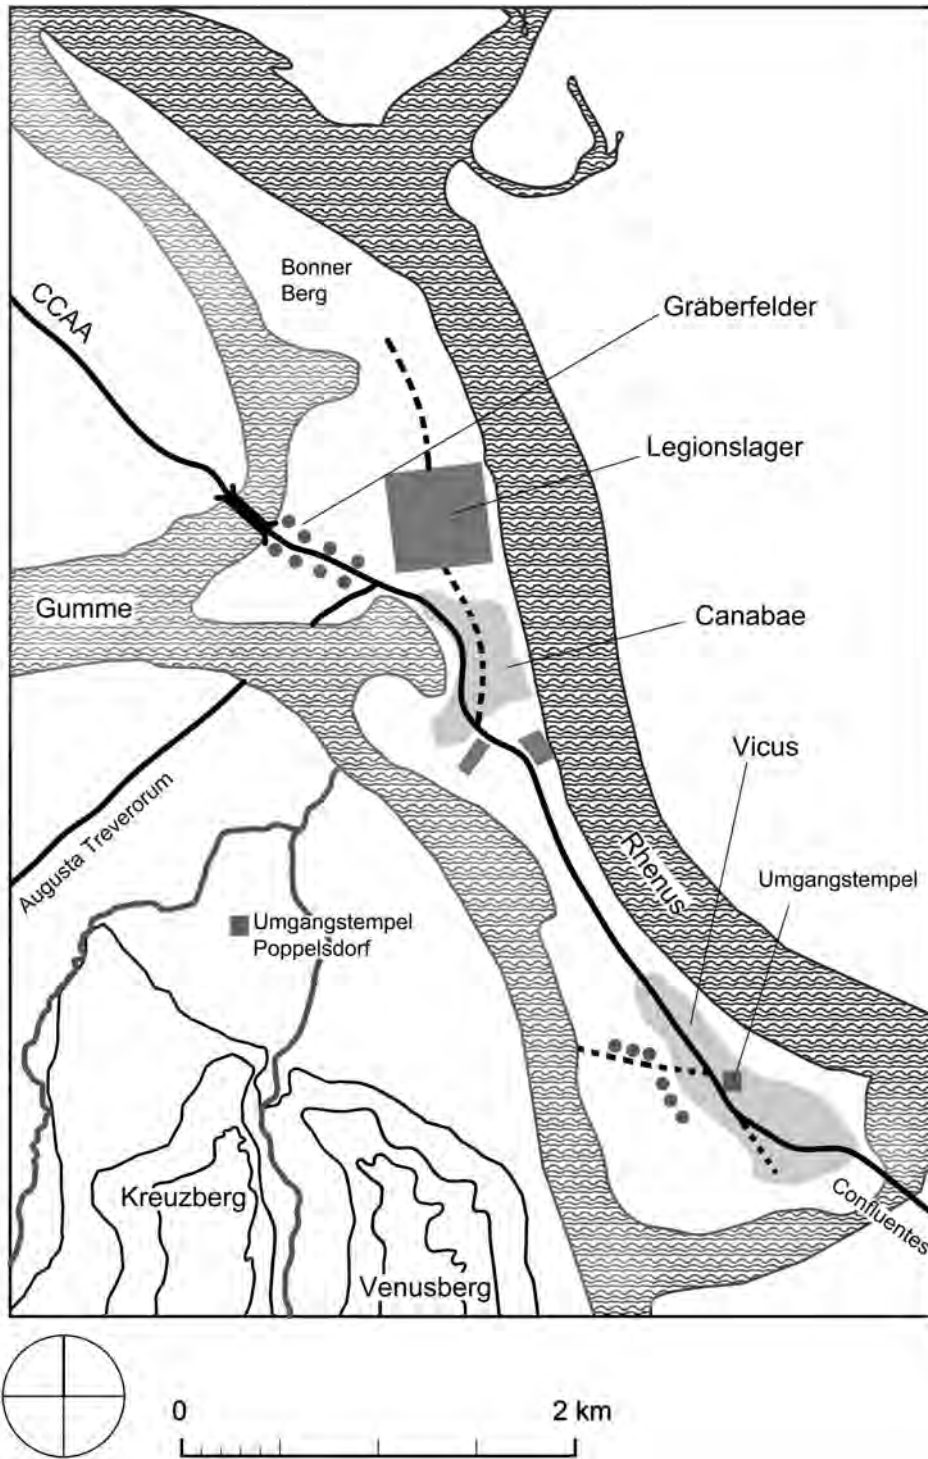 Bonner
Berg
CCAA
Gräberfelder
Legionslager
Gumme
Canabae
Vicus
Augusta Treverorum
Rhenus
Umgangstempel
Umgangstempel
Poppelsdorf
Kreuzberg
Confluentes
Venusberg
0
2 km